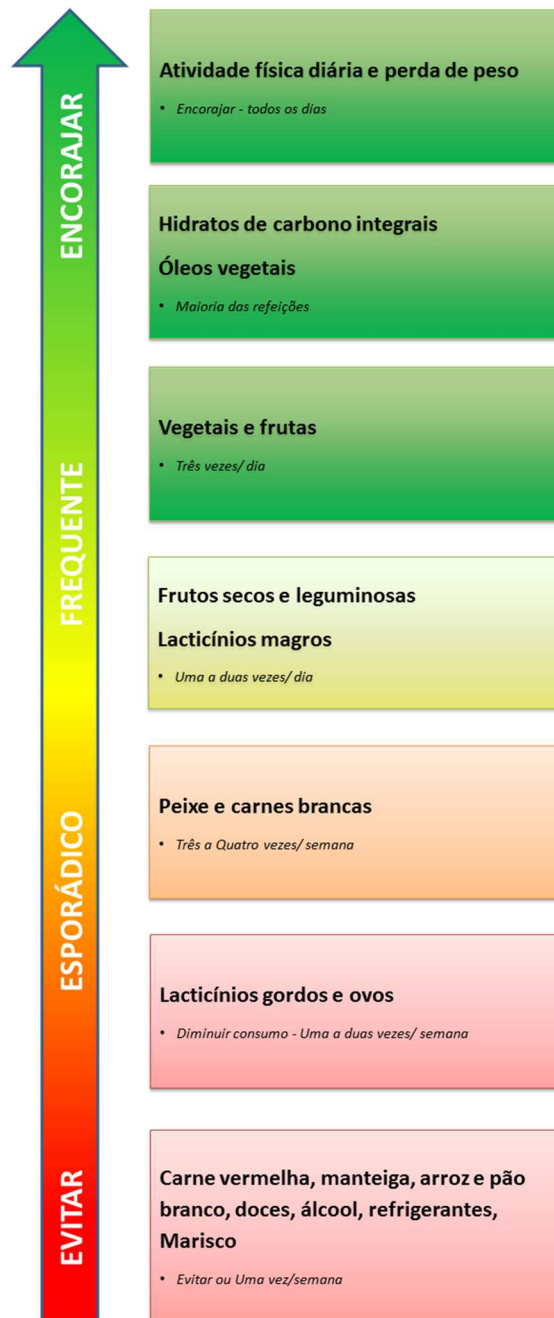 ENCORAJAR
Atividade física diária e perda de peso
• Encorajar - todos os dias
Hidratos de carbono integrais
Óleos vegetais
• Maioria das refeições
FREQUENTE
Vegetais e frutas
• Três vezes/ dia
Frutos secos e leguminosas
Lacticínios magros
• Uma a duas vezes/ dia
ESPORÁDICO
Peixe e carnes brancas
• Três a Quatro vezes/ semana
Lacticínios gordos e ovos
• Diminuir consumo - Uma a duas vezes/ semana
EVITAR
Carne vermelha, manteiga, arroz e pão
branco, doces, álcool, refrigerantes,
Marisco
• Evitar ou Uma vez/semana